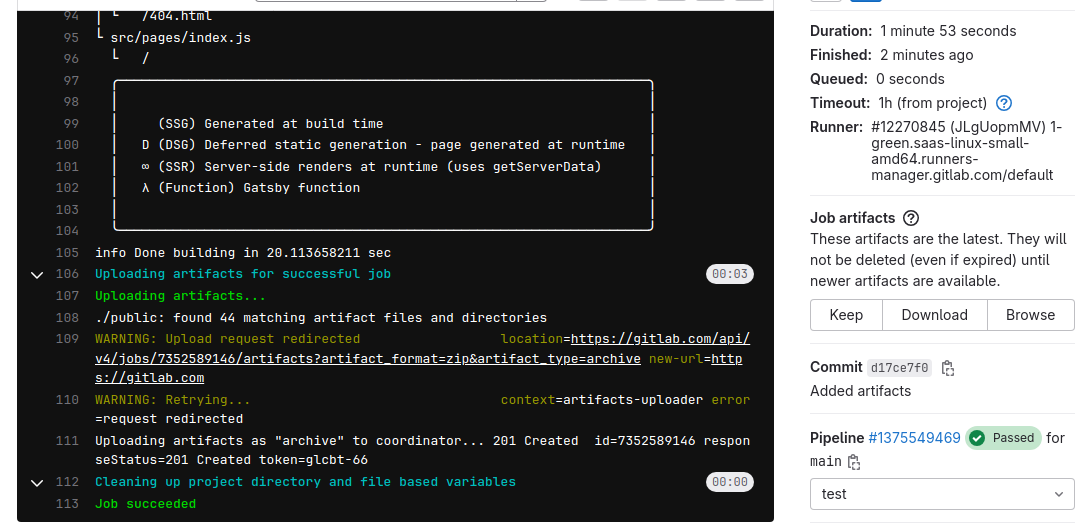 94 │ └   /404.html
95 └ src/pages/index.js
96   └   /
97
98
99 (SSG) Generated at build time
100 D (DSG) Deferred static generation - page generated at runtime
101 ∞ (SSR) Server-side renders at runtime (uses getServerData)
102 λ (Function) Gatsby function
103
104
105 info Done building in 20.113658211 sec
106 Uploading artifacts for successful job 00:03
107 Uploading artifacts...
108 ./public: found 44 matching artifact files and directories
109 WARNING: Upload request redirected location=https://gitlab.com/api/
v4/jobs/7352589146/artifacts?artifact_format=zip&artifact_type=archive new-url=http
s://gitlab.com
110 WARNING: Retrying... context=artifacts-uploader error
=request redirected
111 Uploading artifacts as "archive" to coordinator... 201 Created id=7352589146 respon
seStatus=201 Created token=glcbt-66
112 Cleaning up project directory and file based variables 00:00
113 Job succeeded
Duration: 1 minute 53 seconds
Finished: 2 minutes ago
Queued: 0 seconds
Timeout: 1h (from project) ?
Runner: #12270845 (JLgUopmMV) 1-
green.saas-linux-small-
amd64.runners-
manager.gitlab.com/default
Job artifacts ?
These artifacts are the latest. They will
not be deleted (even if expired) until
newer artifacts are available.
Keep Download Browse
Commit d17ce7f0
Added artifacts
Pipeline #1375549469 Passed for
main
test